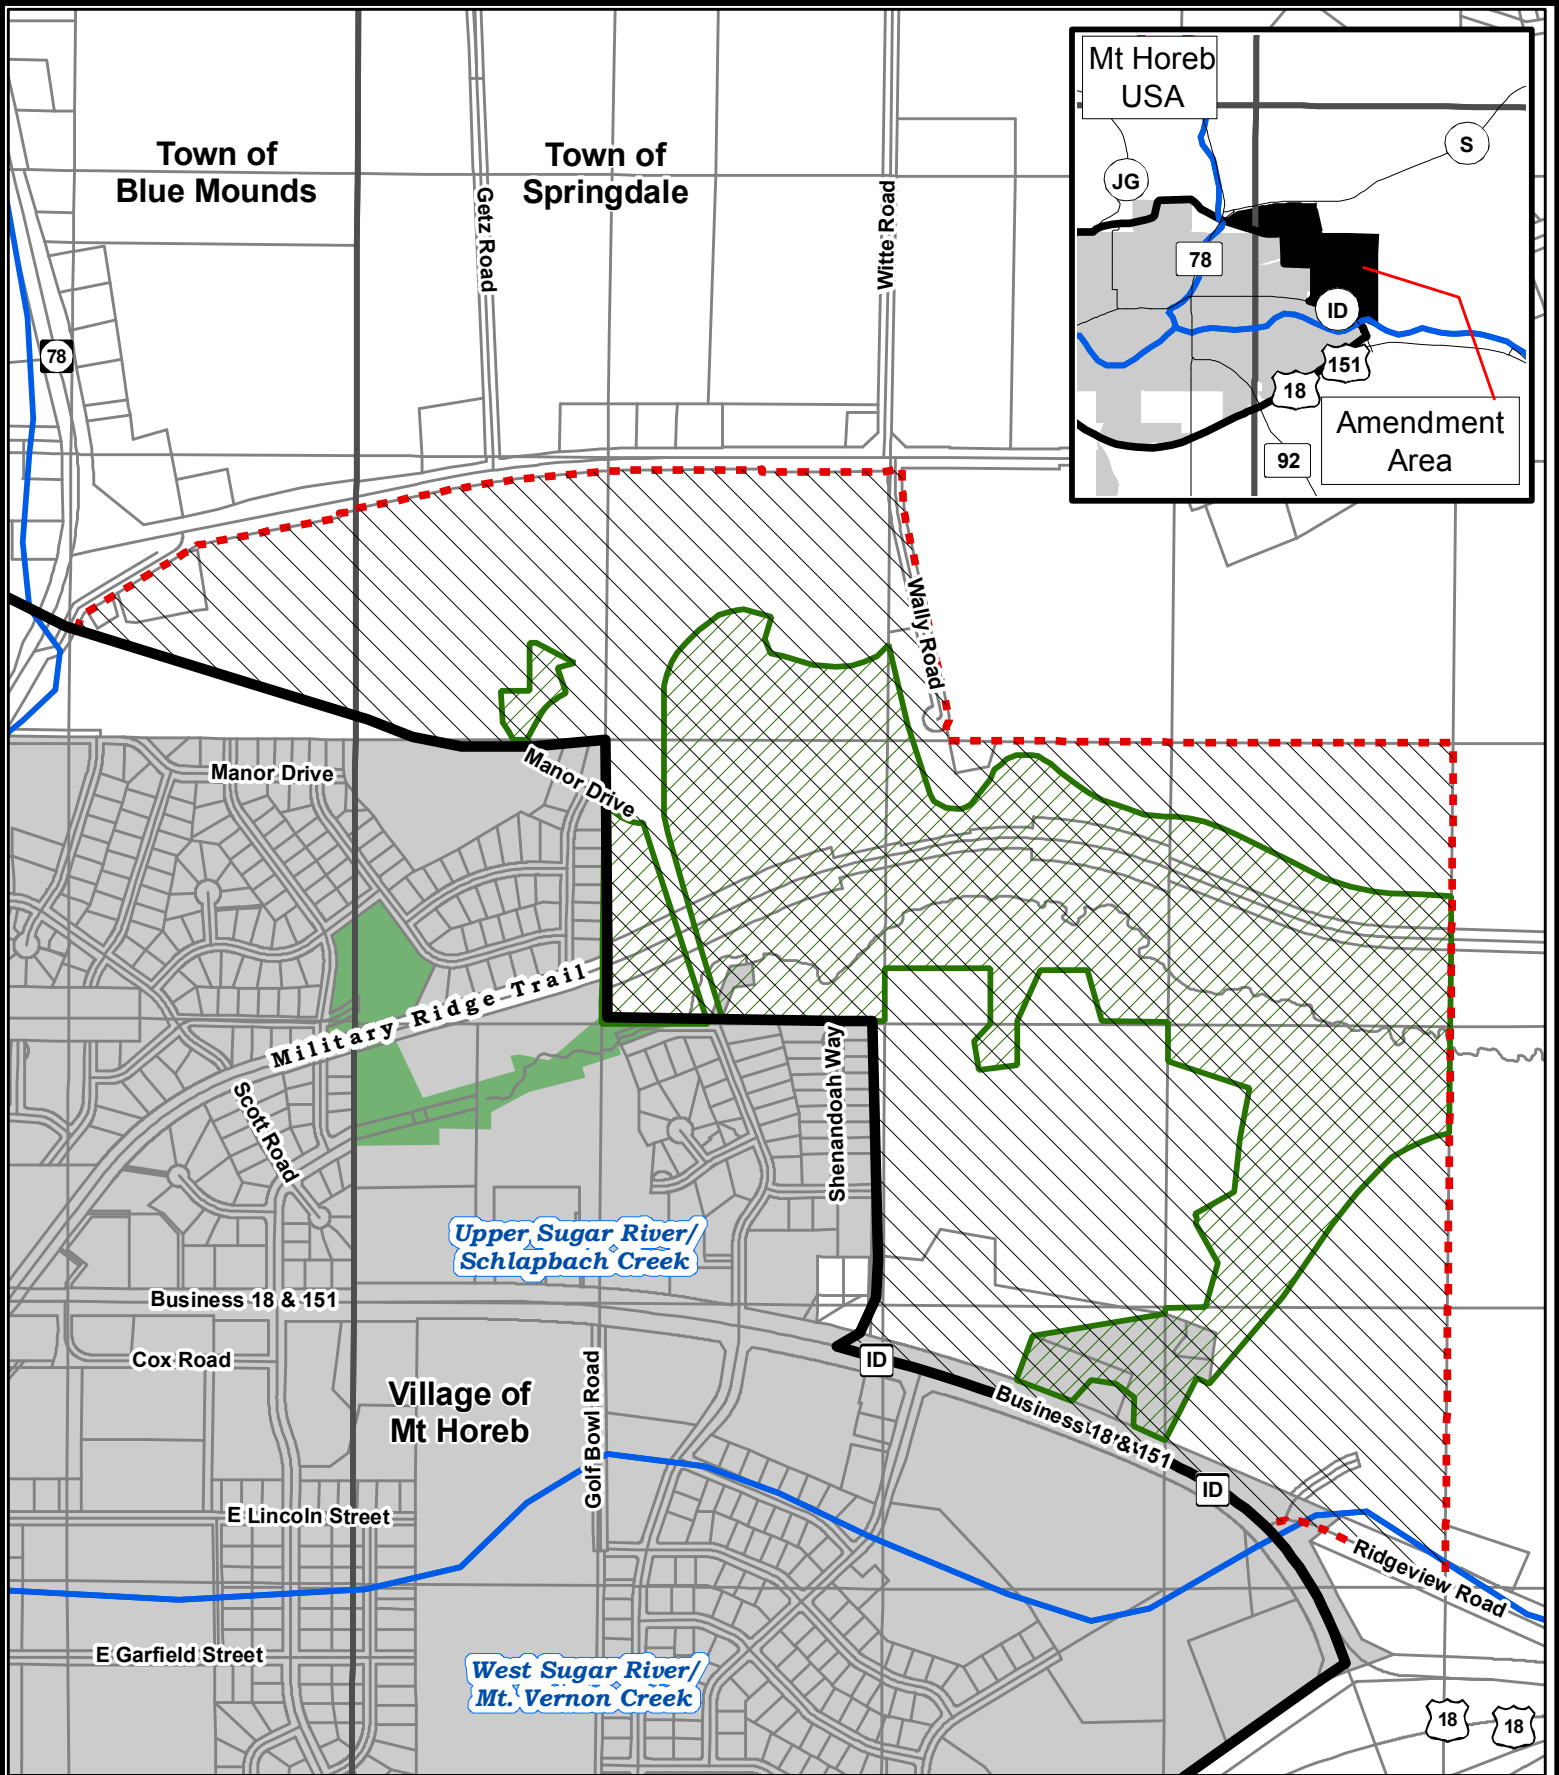 Mt Horeb
USA
S
JG
78
ID
151
18
92
Amendment
Area
Town of
Blue Mounds
Town of
Springdale
Getz Road
Witte Road
78
Wally Road
Manor Drive
Manor Drive
Military Ridge Trail
Scott Road
Shenandoah Way
Upper Sugar River/
Schlapbach Creek
Business 18 & 151
Cox Road
ID
Village of
Mt Horeb
Golf Bowl Road
Business 18 & 151
ID
E Lincoln Street
Ridgeview Road
E Garfield Street
West Sugar River/
Mt. Vernon Creek
18
18